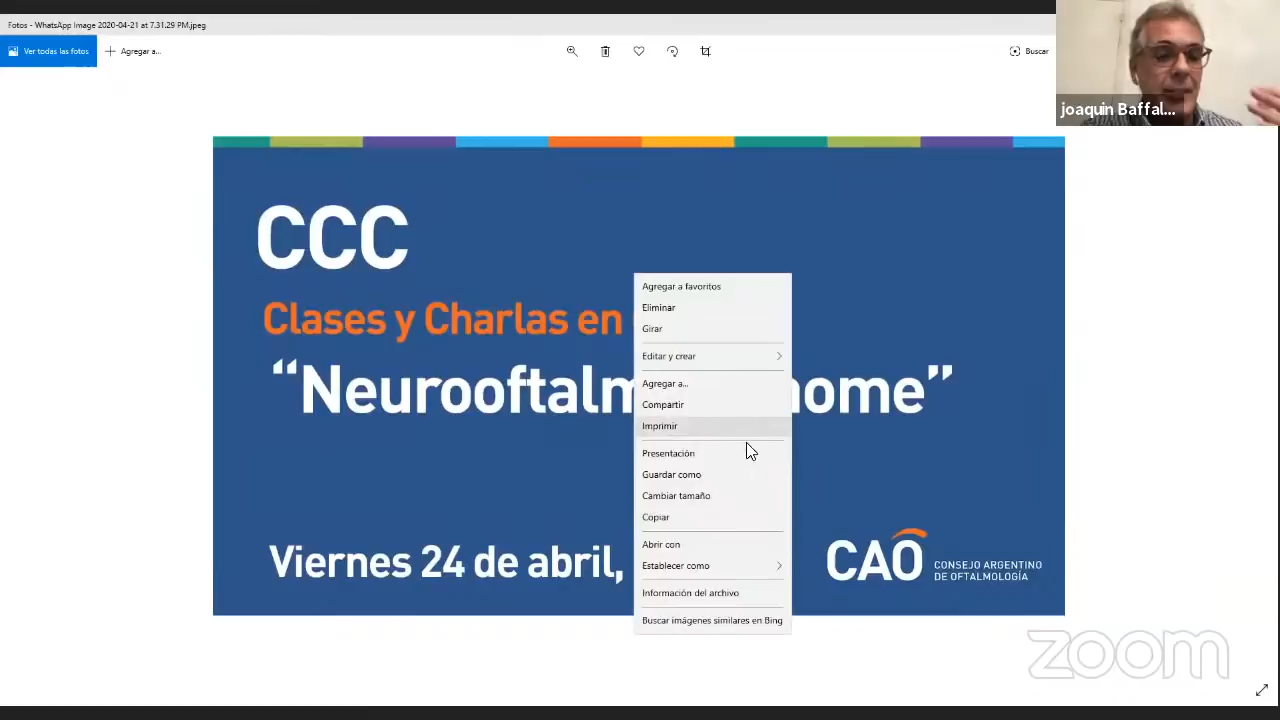 Fotos - WhatsApp Image 2020-04-21 at 7.31.29 PM.jpeg
Ver todas las fotos
Agregar a...
Buscar
joaquin Baffal...
CCC
Clases y Charlas en
“Neurooftalm
ome”
Viernes 24 de abril,
CAO
CONSEJO ARGENTINO
DE OFTALMOLOGÍA
Agregar a favoritos
Eliminar
Girar
Editar y crear
Agregar a...
Compartir
Imprimir
Presentación
Guardar como
Cambiar tamaño
Copiar
Abrir con
Establecer como
Información del archivo
Buscar imágenes similares en Bing
zoom